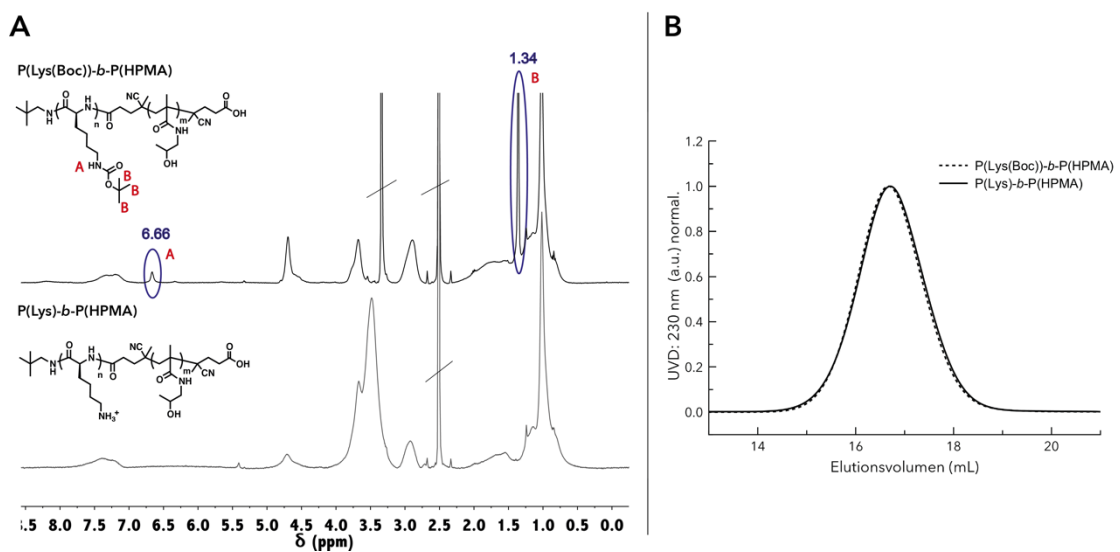 A
P(Lys(Boc))-b-P(HPMA)
O
H
N
N
H
n
O
NC
m
CN
O
OH
O
NH
OH
A
HN
O
O
B
B
B
6.66
A
1.34
B
P(Lys)-b-P(HPMA)
O
H
N
N
H
n
O
NC
m
CN
O
OH
O
NH
OH
NH₃⁺
8.0 7.5 7.0 6.5 6.0 5.5 5.0 4.5 4.0 3.5 3.0 2.5 2.0 1.5 1.0 0.5 0.0
δ (ppm)
B
UVD: 230 nm (a.u.) normal.
1.2
1.0
0.8
0.6
0.4
0.2
0.0
P(Lys(Boc))-b-P(HPMA)
P(Lys)-b-P(HPMA)
14 16 18 20
Elutionsvolumen (mL)